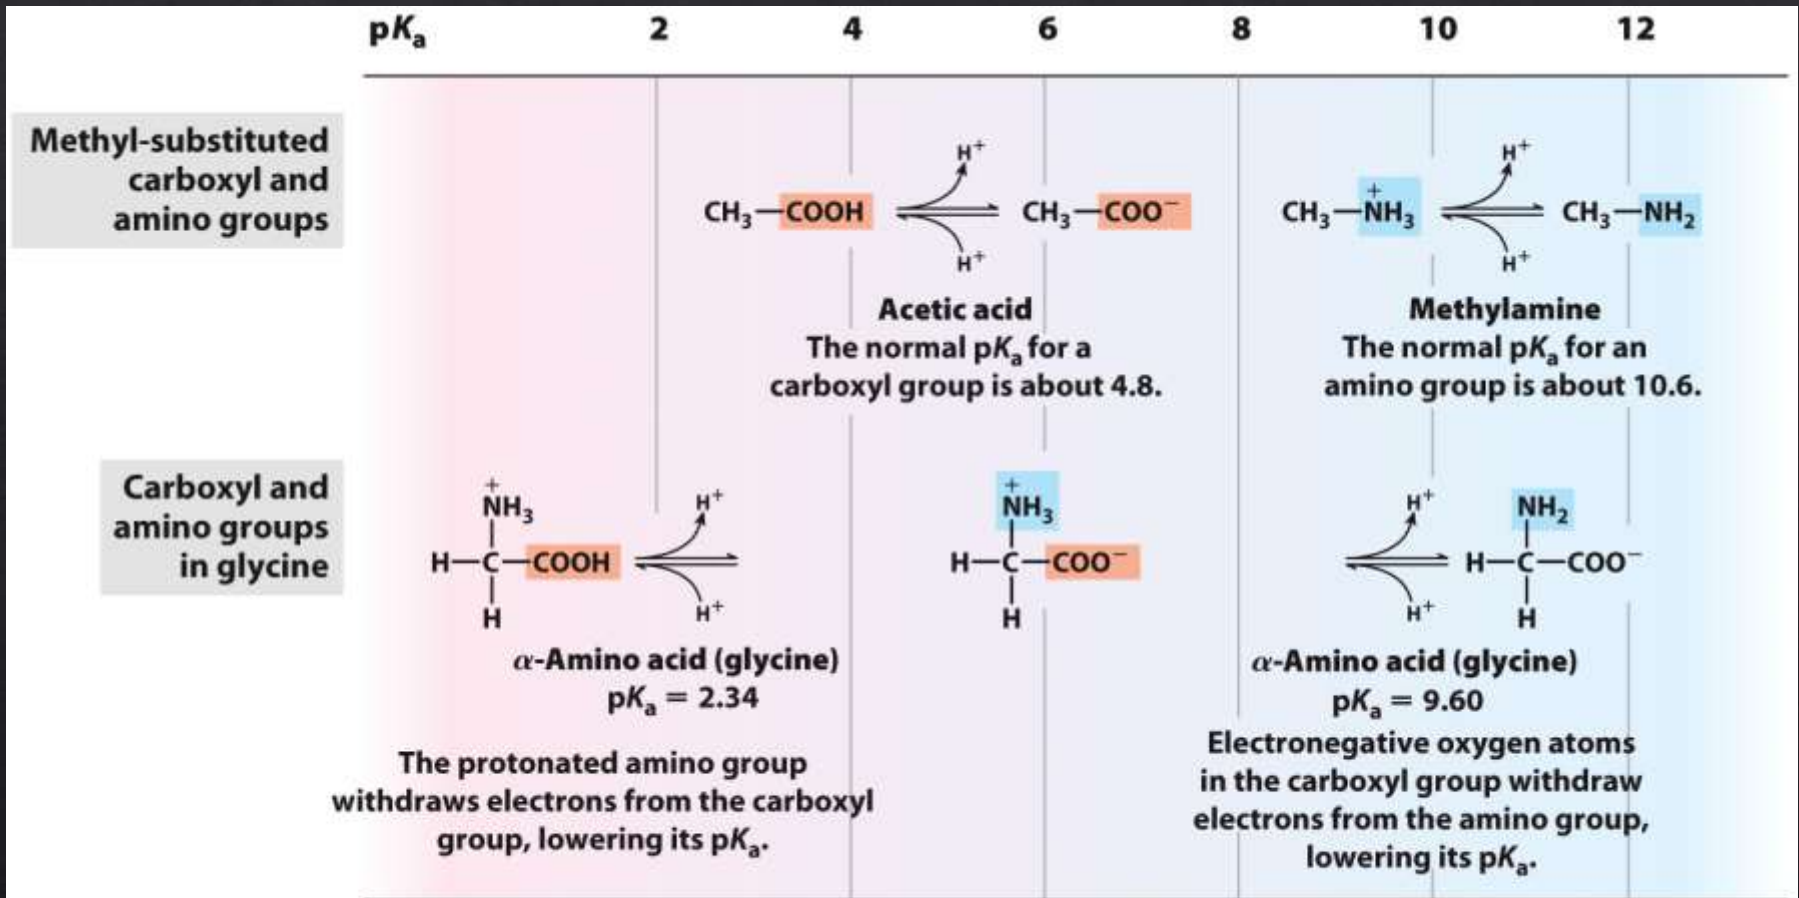 pKa 2 4 6 8 10 12
Methyl-substituted
carboxyl and
amino groups
H+ H+
CH3—COOH CH3—COO− CH3—+NH3 CH3—NH2
H+ H+
Acetic acid
The normal pKa for a
carboxyl group is about 4.8.
Methylamine
The normal pKa for an
amino group is about 10.6.
Carboxyl and
amino groups
in glycine
+ +
NH3 H+ NH3 H+ NH2
H—C—COOH H—C—COO− H—C—COO−
H H+ H H+ H
α-Amino acid (glycine)
pKa = 2.34
The protonated amino group
withdraws electrons from the carboxyl
group, lowering its pKa.
α-Amino acid (glycine)
pKa = 9.60
Electronegative oxygen atoms
in the carboxyl group withdraw
electrons from the amino group,
lowering its pKa.